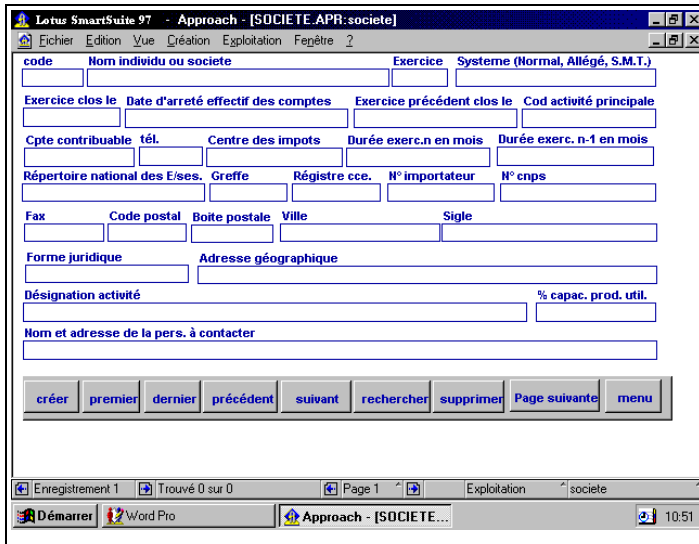 Lotus SmartSuite 97 - Approach - [SOCIETE.APR:societe]
Fichier Edition Vue Création Exploitation Fenêtre ?
code Nom individu ou societe Exercice Systeme (Normal, Allégé, S.M.T.)
Exercice clos le Date d'arreté effectif des comptes Exercice précédent clos le Cod activité principale
Cpte contribuable tél. Centre des impots Durée exerc.n en mois Durée exerc. n-1 en mois
Répertoire national des E/ses. Greffe Régistre cce. N° importateur N° cnps
Fax Code postal Boite postale Ville Sigle
Forme juridique Adresse géographique
Désignation activité % capac. prod. util.
Nom et adresse de la pers. à contacter
créer premier dernier précédent suivant rechercher supprimer Page suivante menu
Enregistrement 1 Trouvé 0 sur 0 Page 1 Exploitation societe
Démarrer Word Pro Approach - [SOCIETE... 10:51